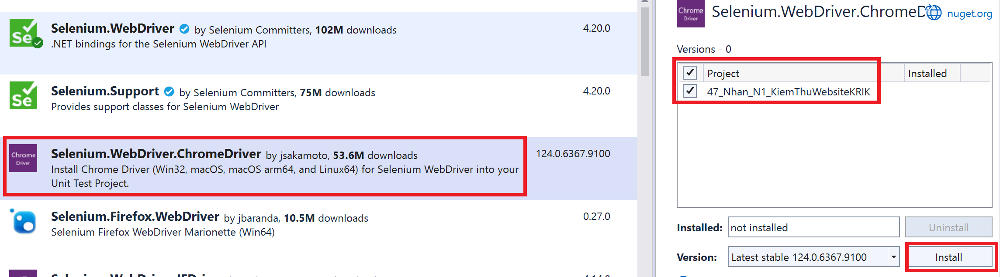 Selenium.WebDriver by Selenium Committers, 102M downloads 4.20.0
.NET bindings for the Selenium WebDriver API
Selenium.Support by Selenium Committers, 75M downloads 4.20.0
Provides support classes for Selenium WebDriver
Chrome Driver
Selenium.WebDriver.ChromeDriver by jsakamoto, 53.6M downloads 124.0.6367.9100
Install Chrome Driver (Win32, macOS, macOS arm64, and Linux64) for Selenium WebDriver into your
Unit Test Project.
Selenium.Firefox.WebDriver by jbaranda, 10.5M downloads 0.27.0
Selenium Firefox WebDriver Marionette (Win64)
Se
Se
Chrome
Driver
Selenium.WebDriver.ChromeD nuget.org
Versions - 0
Project Installed
47_Nhan_N1_KiemThuWebsiteKRIK
Installed: not installed Uninstall
Version: Latest stable 124.0.6367.9100 Install